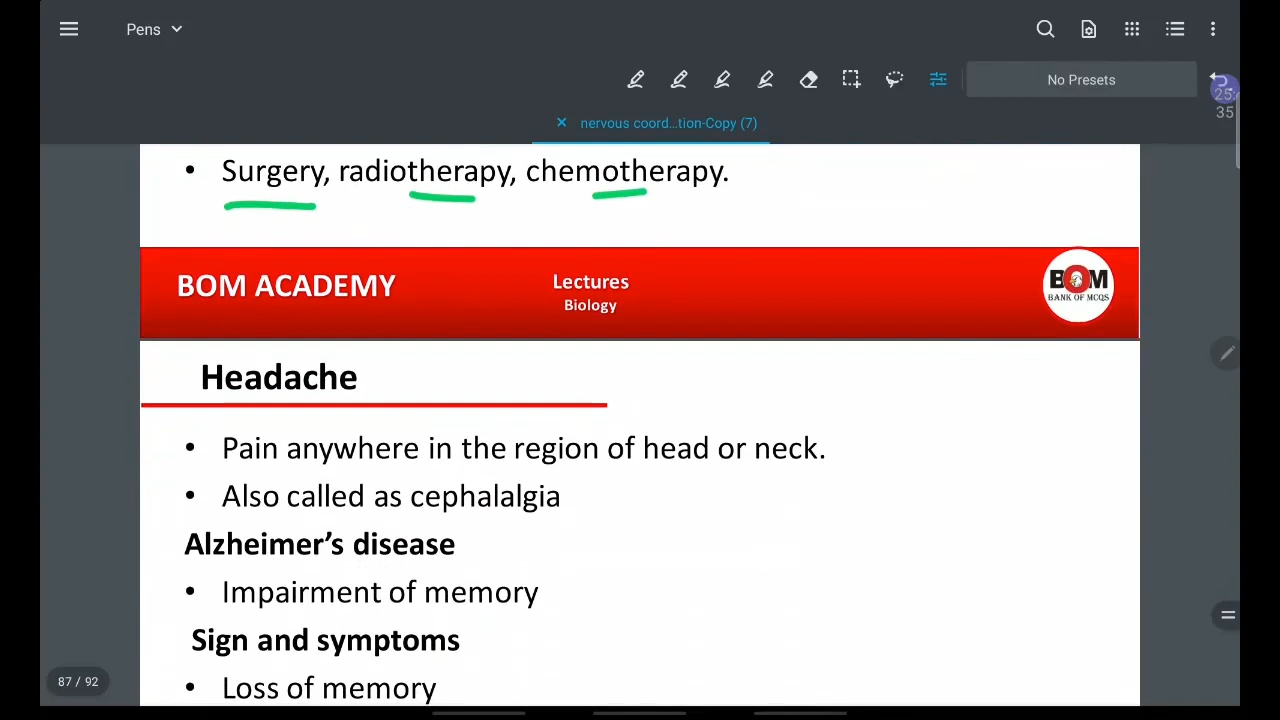 Pens
No Presets
25:
35
nervous coord...tion-Copy (7)
• Surgery, radiotherapy, chemotherapy.
BOM ACADEMY
Lectures
Biology
BOM
BANK OF MCQS
Headache
• Pain anywhere in the region of head or neck.
• Also called as cephalalgia
Alzheimer’s disease
• Impairment of memory
Sign and symptoms
• Loss of memory
87 / 92